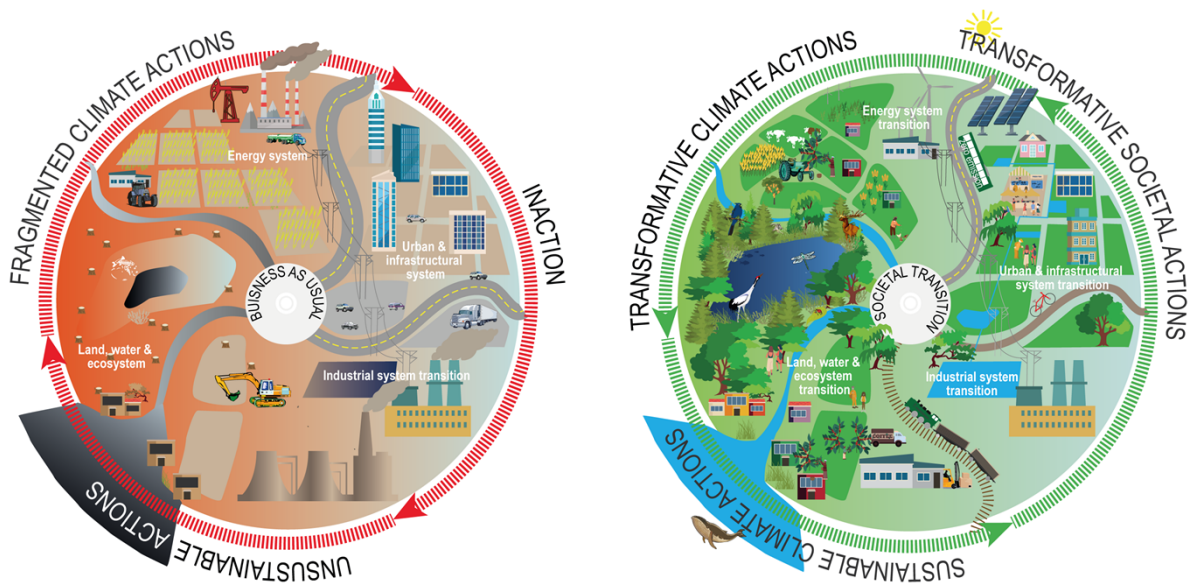 FRAGMENTED CLIMATE ACTIONS
INACTION
UNSUSTAINABLE
ACTIONS
BUISNESS AS USUAL
Energy system
Urban &
infrastructural
system
Land, water &
ecosystem
Industrial system transition
TRANSFORMATIVE CLIMATE ACTIONS
TRANSFORMATIVE SOCIETAL ACTIONS
SUSTAINABLE CLIMATE ACTIONS
SOCIETAL TRANSITION
Energy system
transition
Urban & infrastructural
system transition
Land, water &
ecosystem
transition
Industrial system
transition